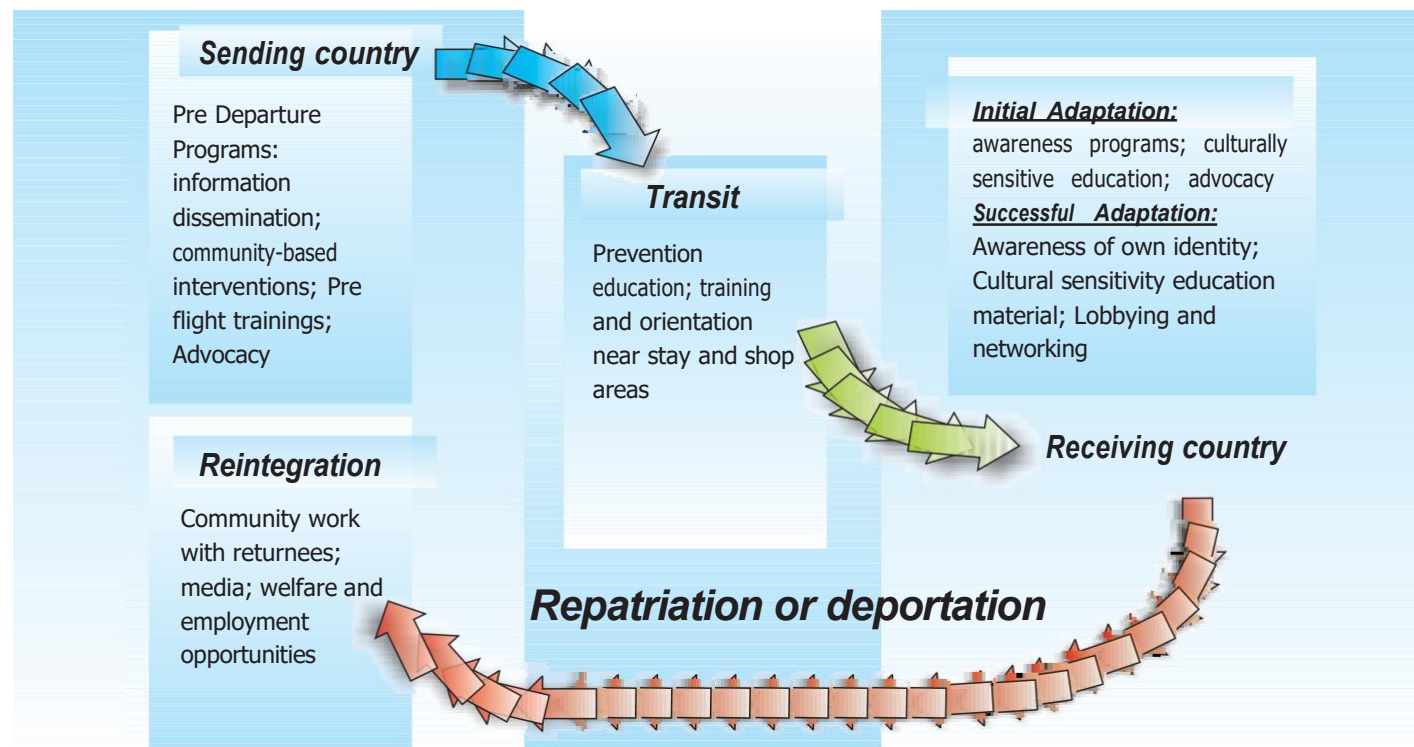 Sending country
Pre Departure
Programs:
information
dissemination;
community-based
interventions; Pre
flight trainings;
Advocacy
Transit
Prevention
education; training
and orientation
near stay and shop
areas
Initial Adaptation:
awareness programs; culturally
sensitive education; advocacy
Successful Adaptation:
Awareness of own identity;
Cultural sensitivity education
material; Lobbying and
networking
Receiving country
Reintegration
Community work
with returnees;
media; welfare and
employment
opportunities
Repatriation or deportation